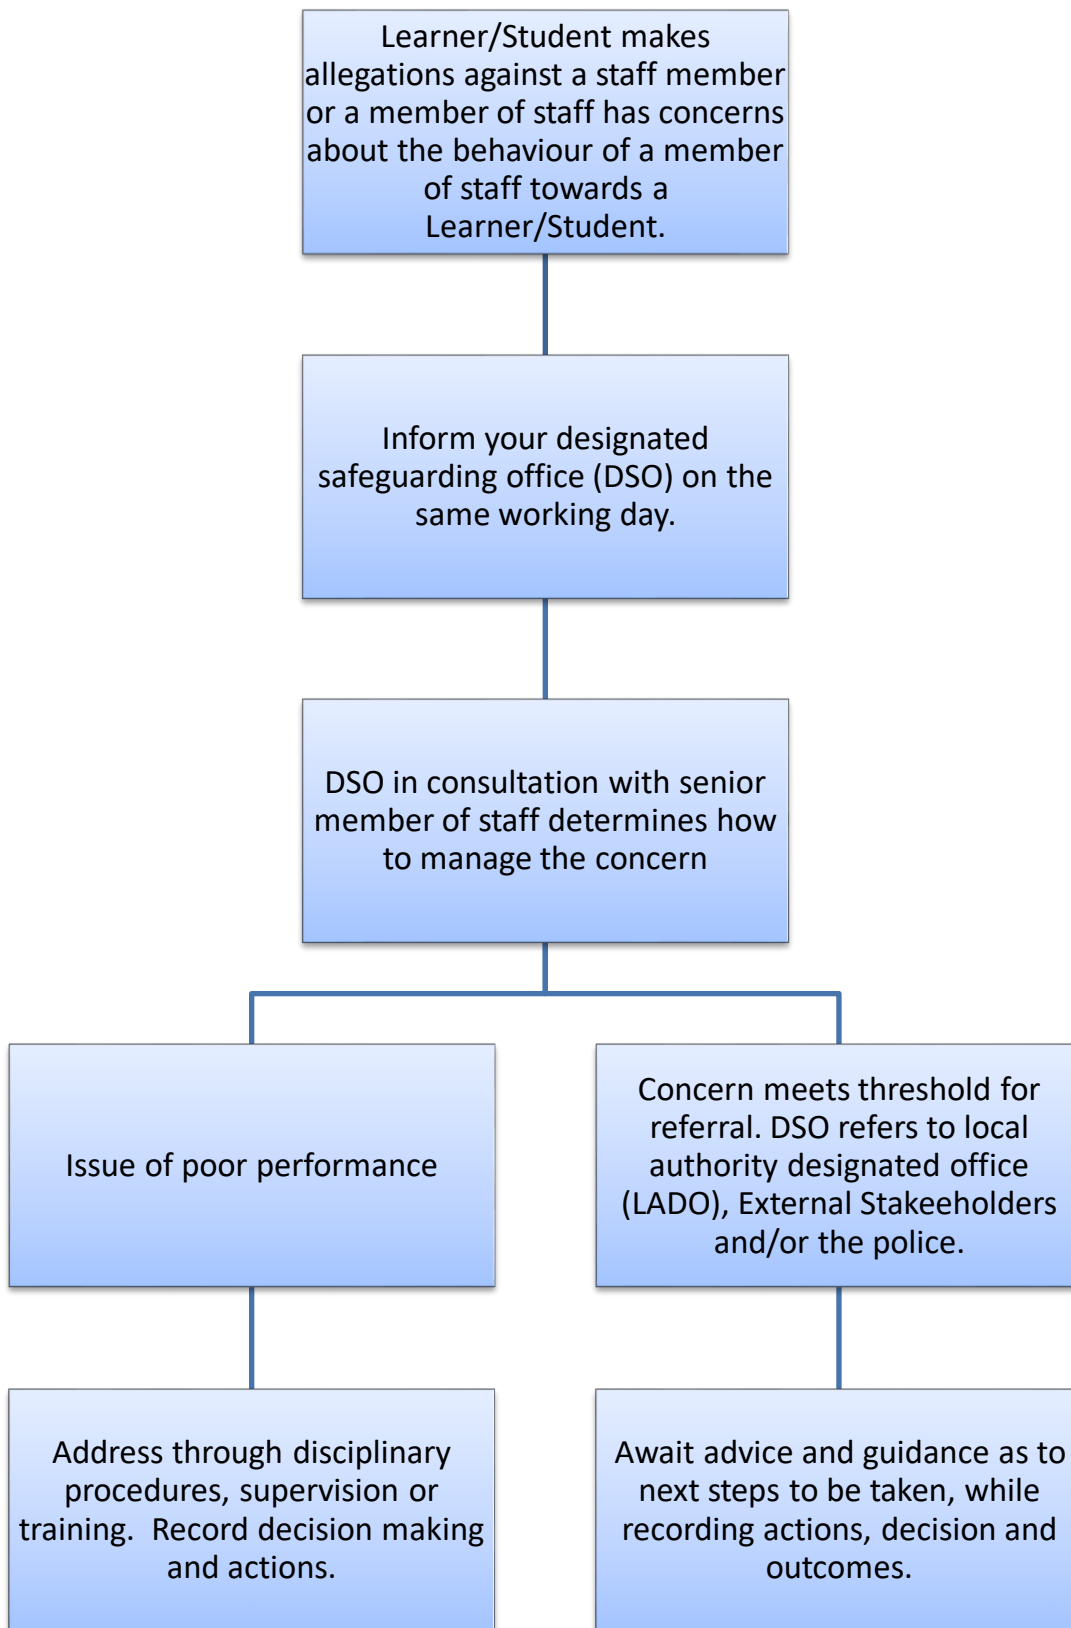 Learner/Student makes
allegations against a staff member
or a member of staff has concerns
about the behaviour of a member
of staff towards a
Learner/Student.
Inform your designated
safeguarding office (DSO) on the
same working day.
DSO in consultation with senior
member of staff determines how
to manage the concern
Issue of poor performance
Concern meets threshold for
referral. DSO refers to local
authority designated office
(LADO), External Stakeeholders
and/or the police.
Address through disciplinary
procedures, supervision or
training.  Record decision making
and actions.
Await advice and guidance as to
next steps to be taken, while
recording actions, decision and
outcomes.